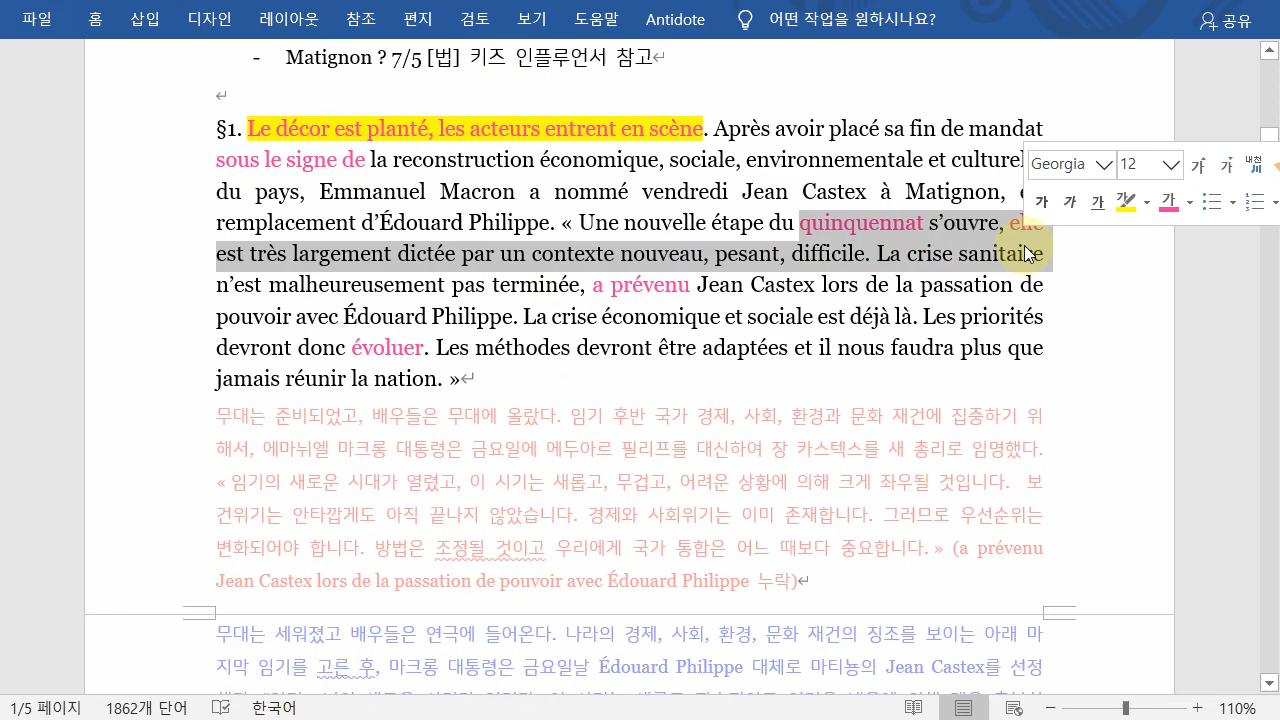 파일 홈 삽입 디자인 레이아웃 참조 편지 검토 보기 도움말 Antidote 어떤 작업을 원하시나요? 공유
- Matignon ? 7/5 [법] 키즈 인플루언서 참고
§1. Le décor est planté, les acteurs entrent en scène. Après avoir placé sa fin de mandat
sous le signe de la reconstruction économique, sociale, environnementale et culturel
Georgia 12
가 가 내천
du pays, Emmanuel Macron a nommé vendredi Jean Castex à Matignon,
가 가 가 가 가
remplacement d’Édouard Philippe. « Une nouvelle étape du quinquennat s’ouvre, elle
est très largement dictée par un contexte nouveau, pesant, difficile. La crise sanitaire
n’est malheureusement pas terminée, a prévenu Jean Castex lors de la passation de
pouvoir avec Édouard Philippe. La crise économique et sociale est déjà là. Les priorités
devront donc évoluer. Les méthodes devront être adaptées et il nous faudra plus que
jamais réunir la nation. »
무대는 준비되었고, 배우들은 무대에 올랐다. 임기 후반 국가 경제, 사회, 환경과 문화 재건에 집중하기 위
해서, 에마뉘엘 마크롱 대통령은 금요일에 에두아르 필리프를 대신하여 장 카스텍스를 새 총리로 임명했다.
« 임기의 새로운 시대가 열렸고, 이 시기는 새롭고, 무겁고, 어려운 상황에 의해 크게 좌우될 것입니다. 보
건위기는 안타깝게도 아직 끝나지 않았습니다. 경제와 사회위기는 이미 존재합니다. 그러므로 우선순위는
변화되어야 합니다. 방법은 조정될 것이고 우리에게 국가 통합은 어느 때보다 중요합니다. » (a prévenu
Jean Castex lors de la passation de pouvoir avec Édouard Philippe 누락)
무대는 세워졌고 배우들은 연극에 들어온다. 나라의 경제, 사회, 환경, 문화 재건의 징조를 보이는 아래 마
지막 임기를 고른 후, 마크롱 대통령은 금요일날 Édouard Philippe 대체로 마티뇽의 Jean Castex를 선정
1/5 페이지 1862개 단어 한국어 110%